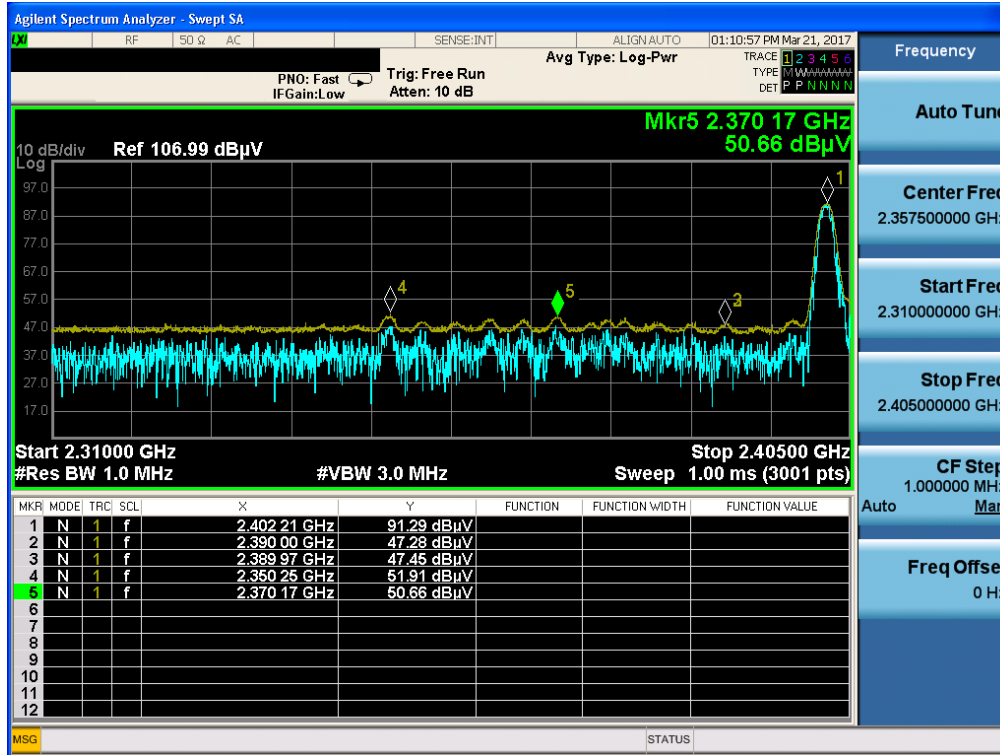 Agilent Spectrum Analyzer - Swept SA
LXI RF 50 Ω AC SENSE:INT ALIGN AUTO 01:10:57 PM Mar 21, 2017
Frequency
PNO: Fast
IFGain:Low
Trig: Free Run
Atten: 10 dB
Avg Type: Log-Pwr
TRACE 1 2 3 4 5 6
TYPE M
DET P P N N N N
Auto Tune
Mkr5 2.370 17 GHz
50.66 dBµV
10 dB/div Ref 106.99 dBµV
Log
97.0
87.0
77.0
67.0
57.0
47.0
37.0
27.0
17.0
1
4
5
Center Freq
2.357500000 GHz
Start Freq
2.310000000 GHz
Stop Freq
2.405000000 GHz
Start 2.31000 GHz Stop 2.40500 GHz
#Res BW 1.0 MHz #VBW 3.0 MHz Sweep 1.00 ms (3001 pts)
CF Step
1.000000 MHz
Auto Man
Freq Offset
0 Hz
MKR MODE TRC SCL X Y FUNCTION FUNCTION WIDTH FUNCTION VALUE
1 N 1 f 2.402 21 GHz 91.29 dBµV
2 N 1 f 2.390 00 GHz 47.28 dBµV
3 N 1 f 2.389 97 GHz 47.45 dBµV
4 N 1 f 2.350 25 GHz 51.91 dBµV
5 N 1 f 2.370 17 GHz 50.66 dBµV
6
7
8
9
10
11
12
MSG STATUS